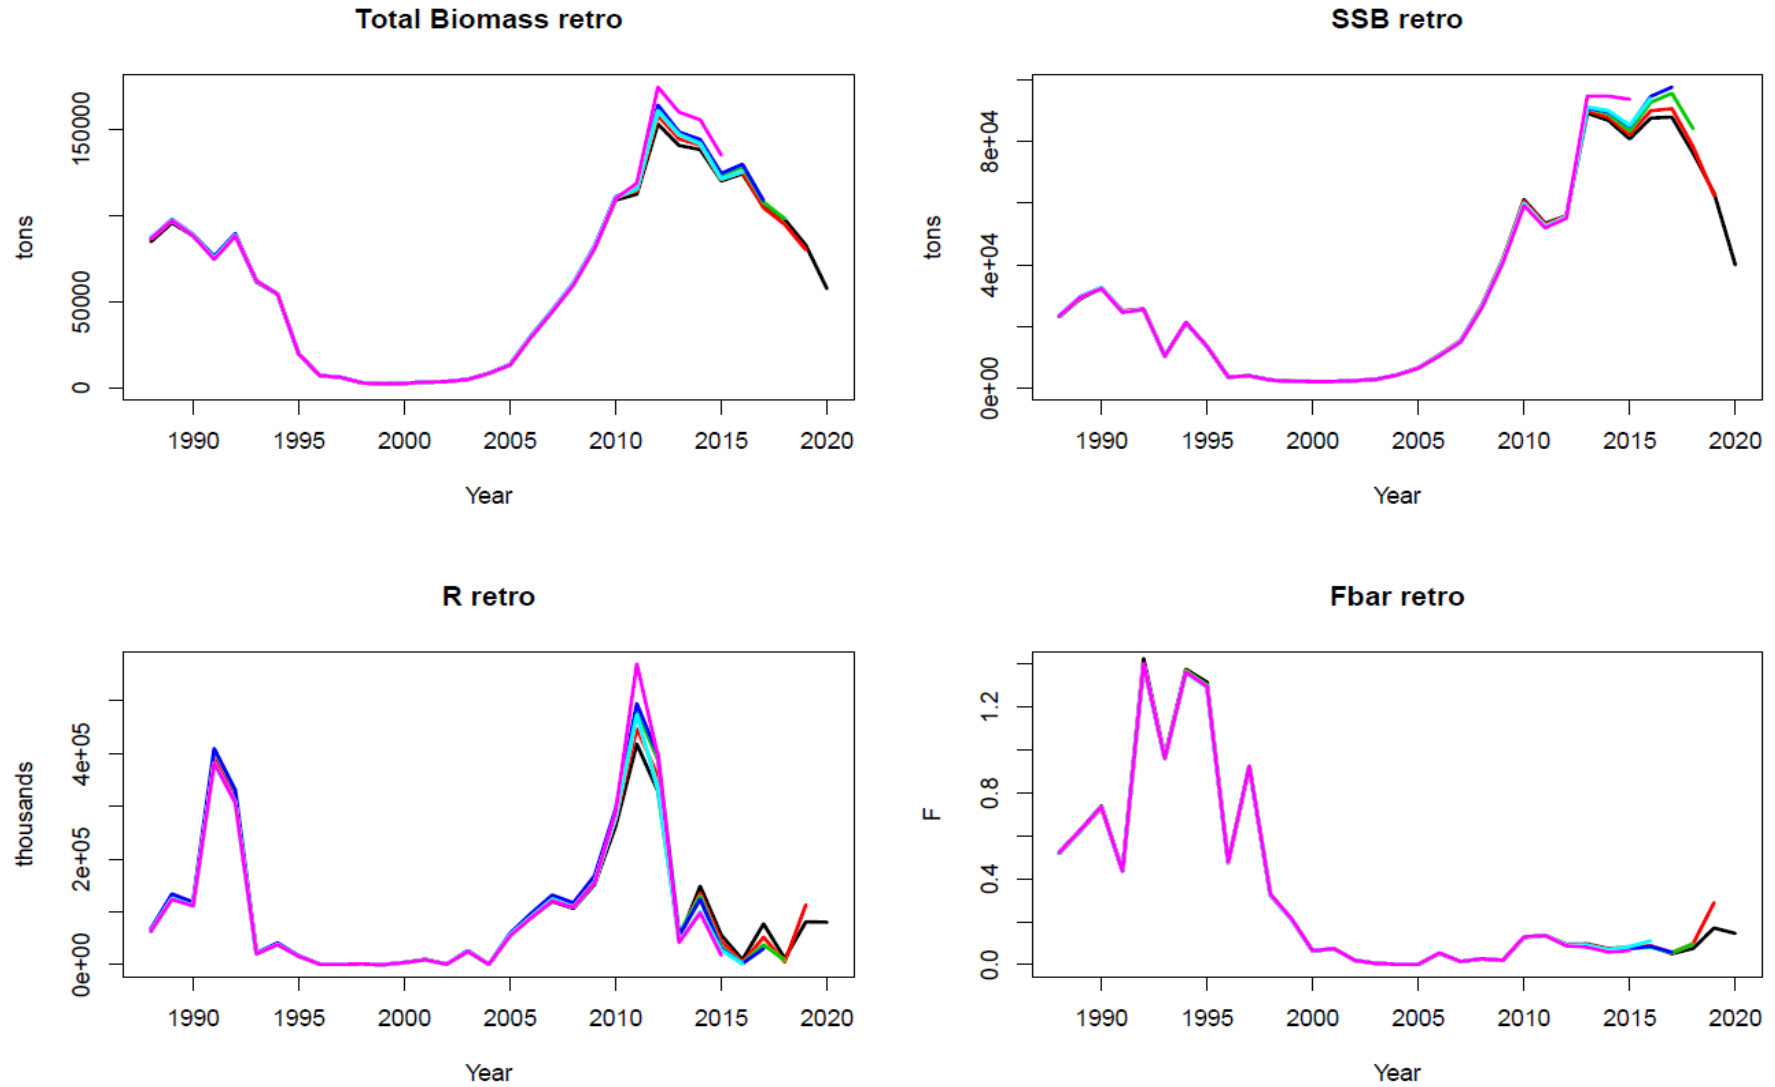 Total Biomass retro
tons
0
50000
150000
1990 1995 2000 2005 2010 2015 2020
Year
SSB retro
tons
0e+00
4e+04
8e+04
1990 1995 2000 2005 2010 2015 2020
Year
R retro
thousands
0e+00
2e+05
4e+05
1990 1995 2000 2005 2010 2015 2020
Year
Fbar retro
F
0.0
0.4
0.8
1.2
1990 1995 2000 2005 2010 2015 2020
Year